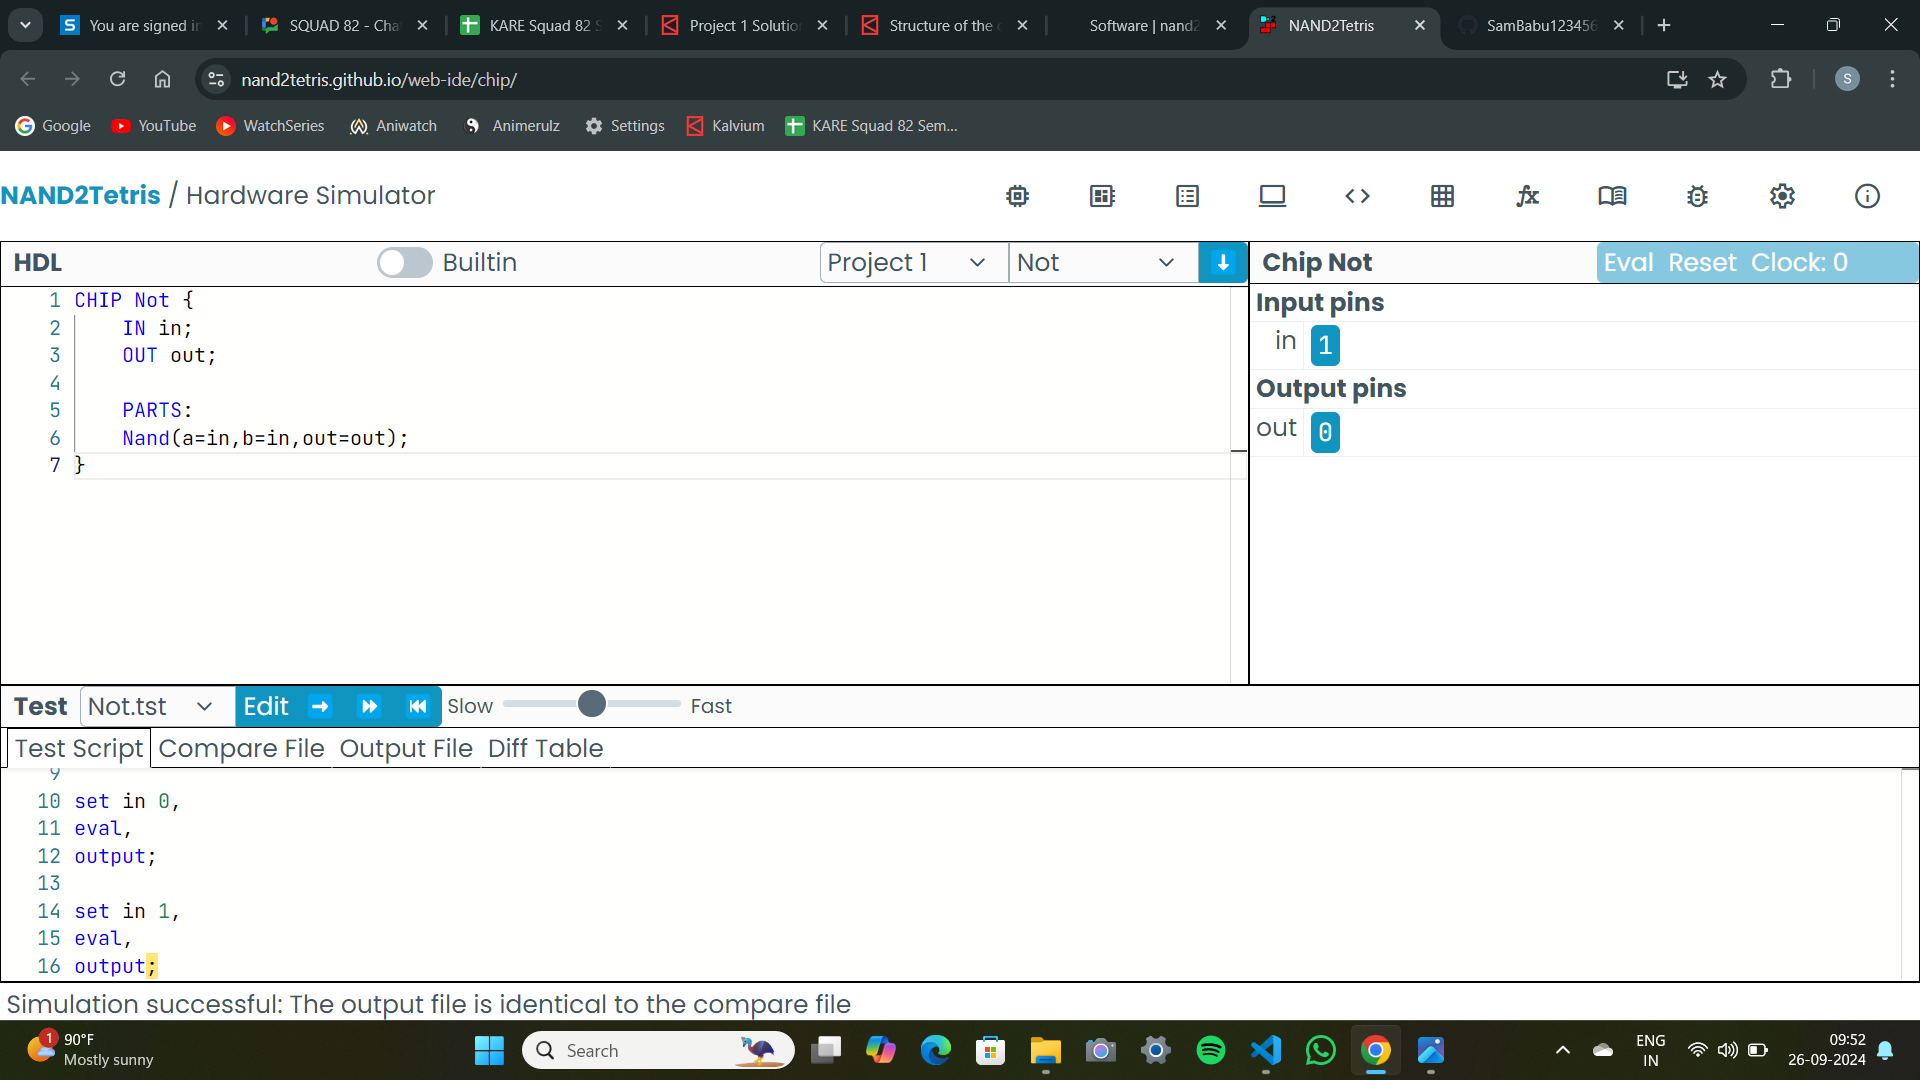 You are signed in
SQUAD 82 - Cha
KARE Squad 82 S
Project 1 Solutio
Structure of the c
Software | nand2
NAND2Tetris
SamBabu123456
nand2tetris.github.io/web-ide/chip/
S
Google
YouTube
WatchSeries
Aniwatch
Animerulz
Settings
Kalvium
KARE Squad 82 Sem...
NAND2Tetris / Hardware Simulator
HDL
Builtin
Project 1
Not
Chip Not
Eval Reset Clock: 0
1 CHIP Not {
2 IN in;
3 OUT out;
4
5 PARTS:
6 Nand(a=in,b=in,out=out);
7 }
Input pins
in 1
Output pins
out 0
Test
Not.tst
Edit
Slow
Fast
Test Script Compare File Output File Diff Table
9
10 set in 0,
11 eval,
12 output;
13
14 set in 1,
15 eval,
16 output;
Simulation successful: The output file is identical to the compare file
1
90°F
Mostly sunny
Search
ENG
IN
09:52
26-09-2024